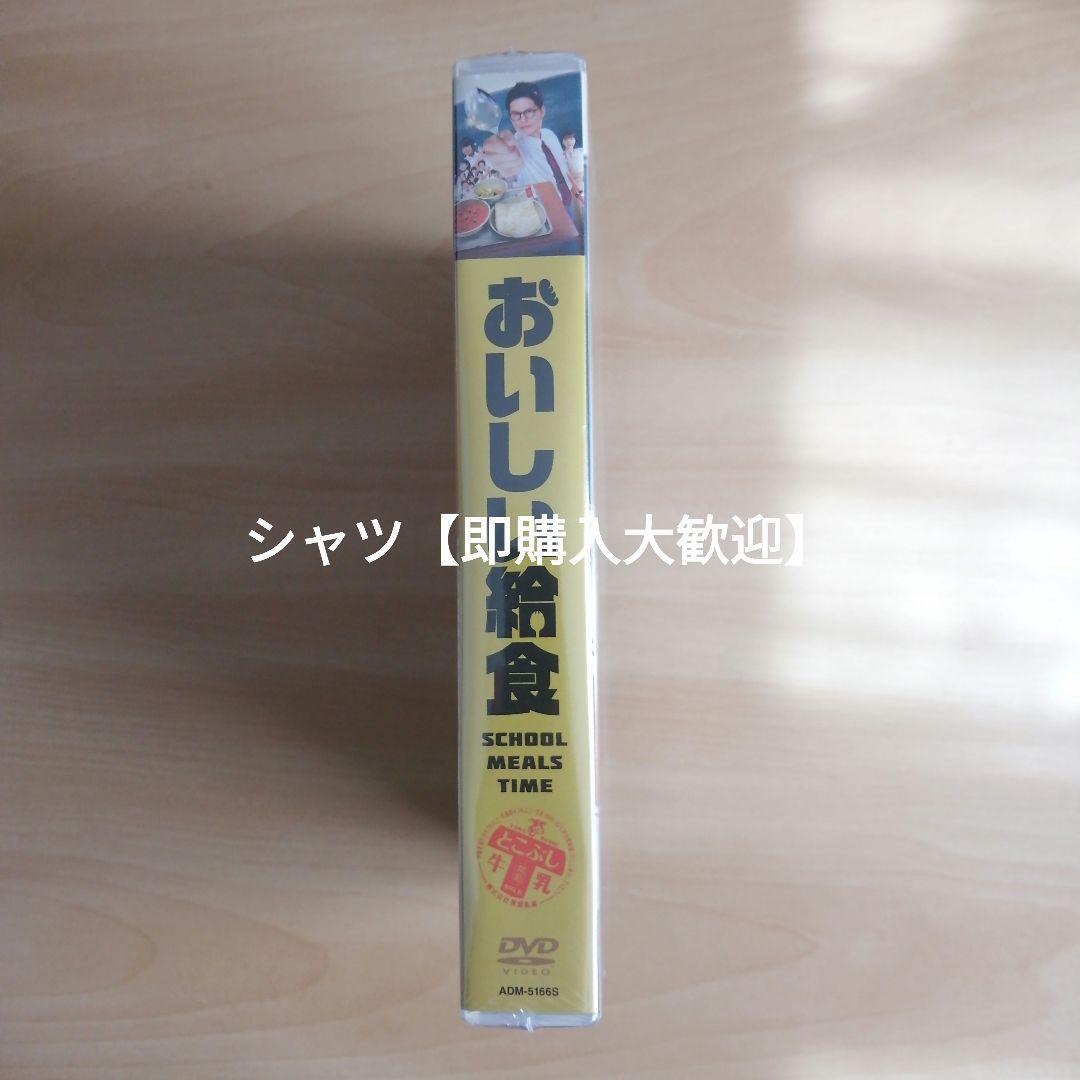 おいしい給食
シャツ【即購入大歓迎】
SCHOOL
MEALS
TIME
とこぶし
牛乳
DVD
VIDEO
ADM-5166S